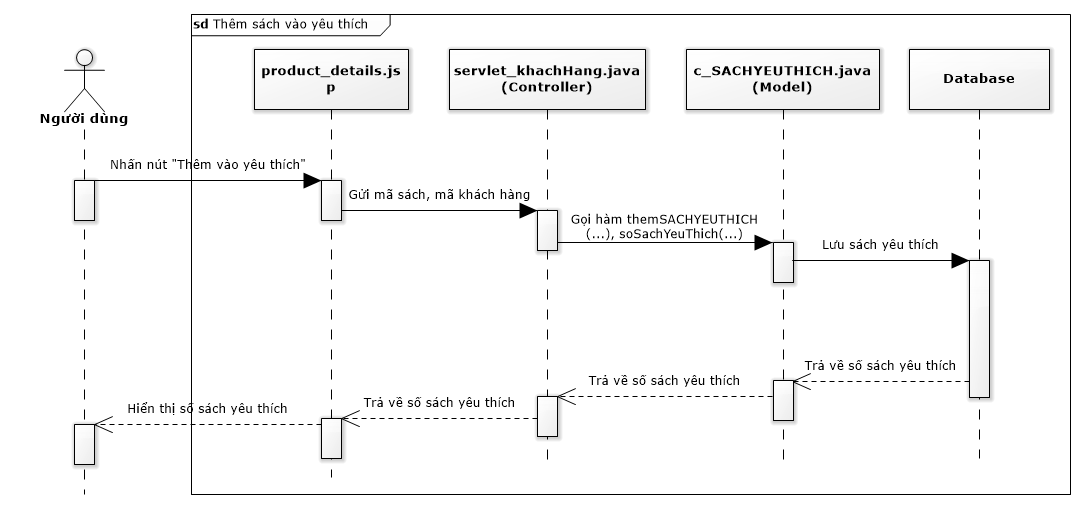 sd Thêm sách vào yêu thích
Người dùng
product_details.js
p
servlet_khachHang.java
(Controller)
c_SACHYEUTHICH.java
(Model)
Database
Nhấn nút "Thêm vào yêu thích"
Gửi mã sách, mã khách hàng
Gọi hàm themSACHYEUTHICH
(...), soSachYeuThich(...)
Lưu sách yêu thích
Trả về số sách yêu thích
Trả về số sách yêu thích
Trả về số sách yêu thích
Hiển thị số sách yêu thích